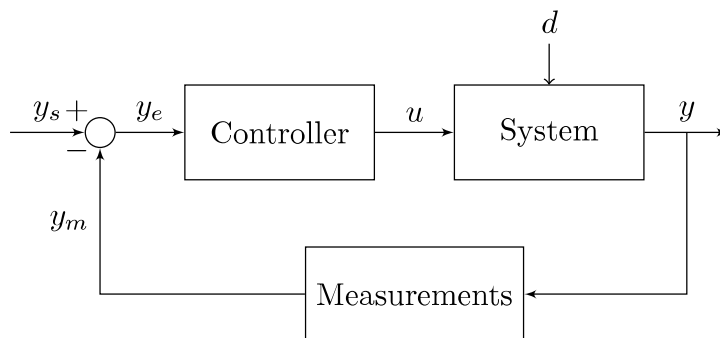 d
y_s + y_e Controller u System y
−
y_m
Measurements